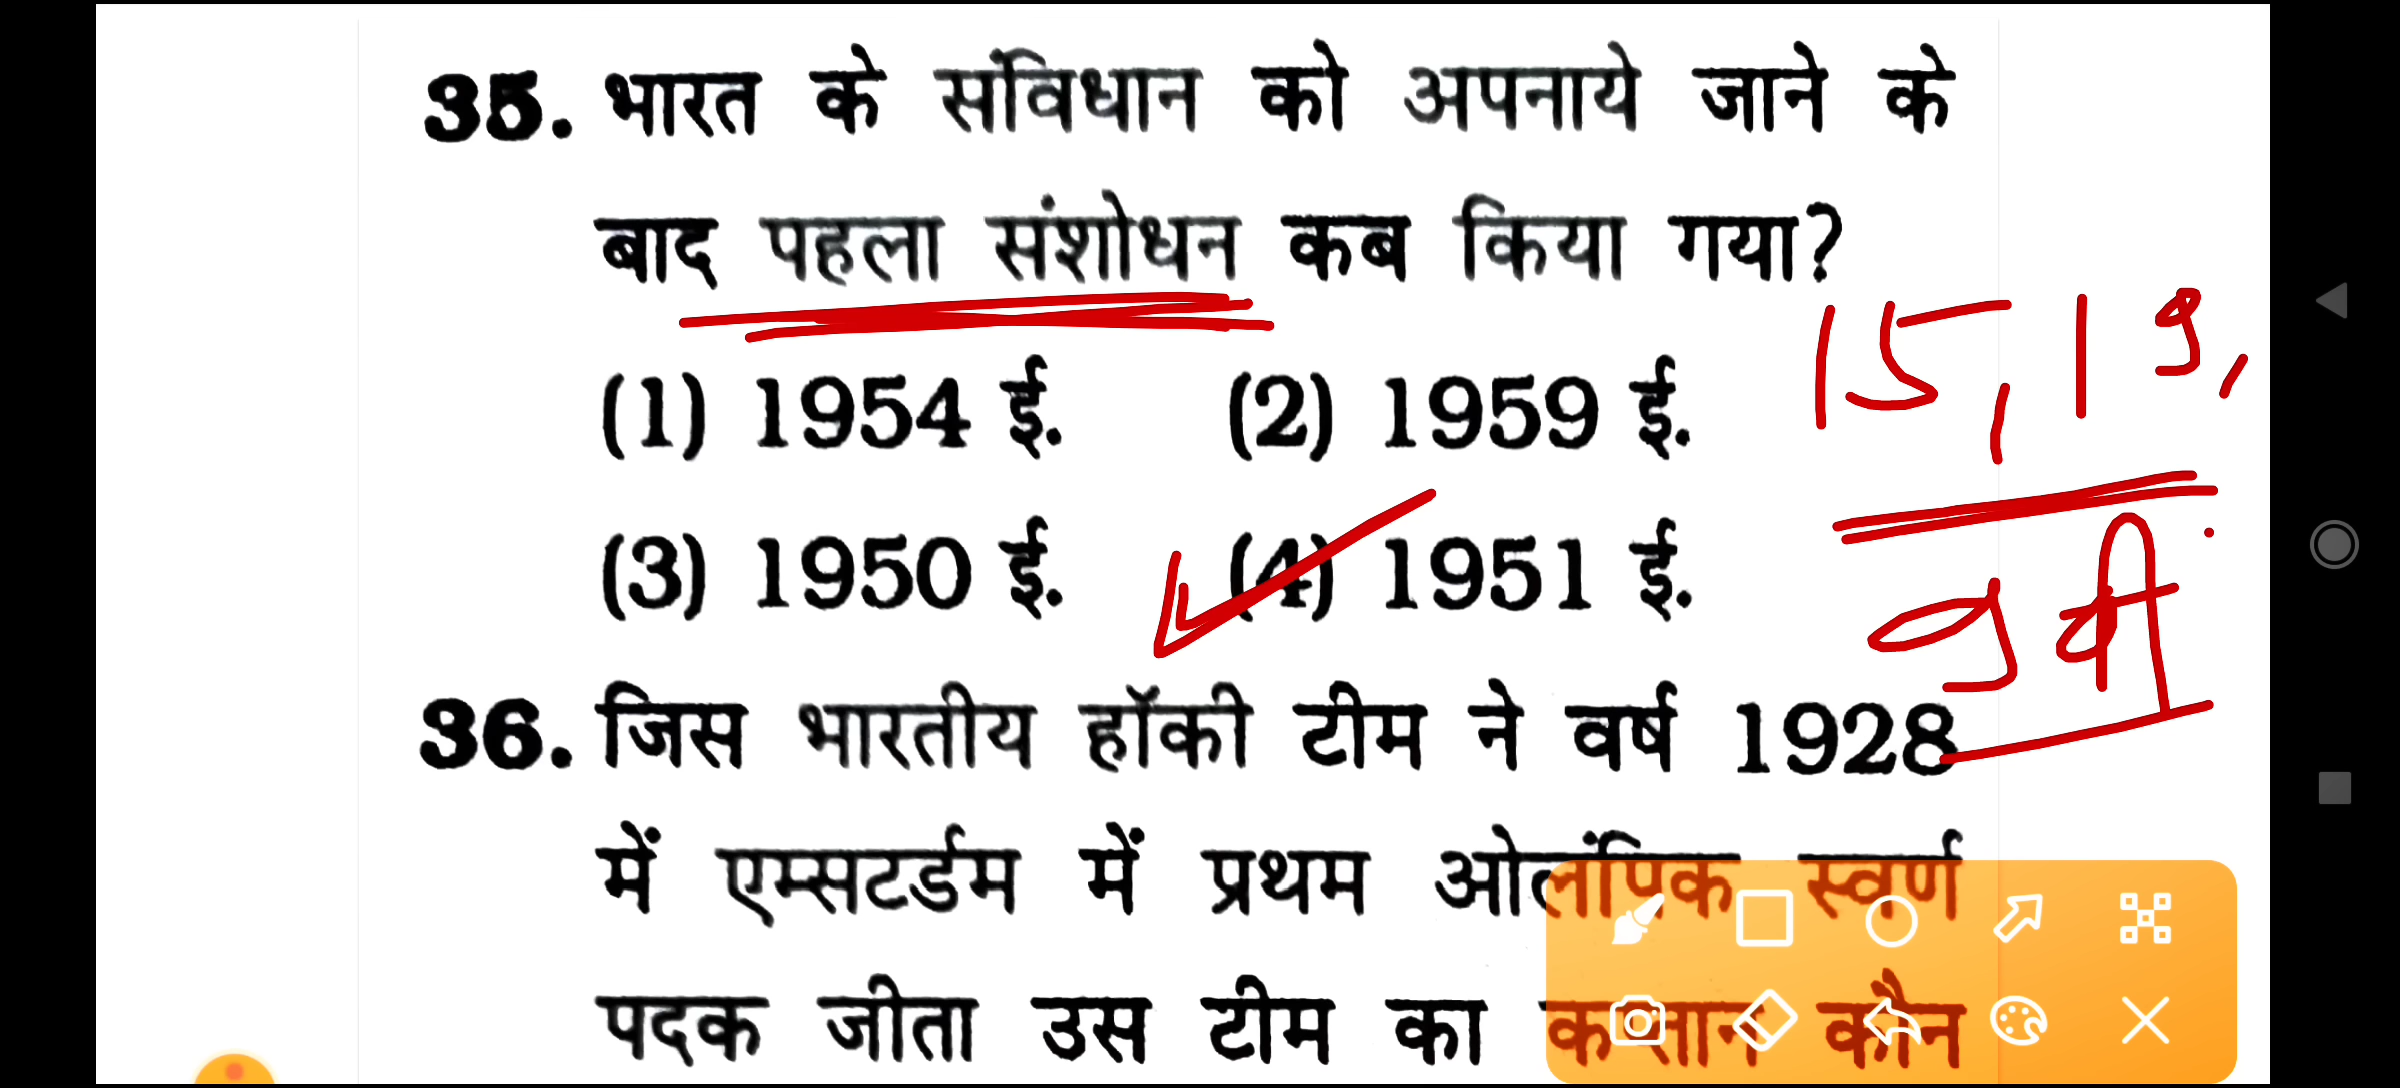 35. भारत के संविधान को अपनाये जाने के
बाद पहला संशोधन कब किया गया?
15, 19,
(1) 1954 ई. (2) 1959 ई.
(3) 1950 ई. (4) 1951 ई.
9वी
36. जिस भारतीय हॉकी टीम ने वर्ष 1928
में एम्सटर्डम में प्रथम ओलंपिक स्वर्ण
पदक जीता उस टीम का कप्तान कौन